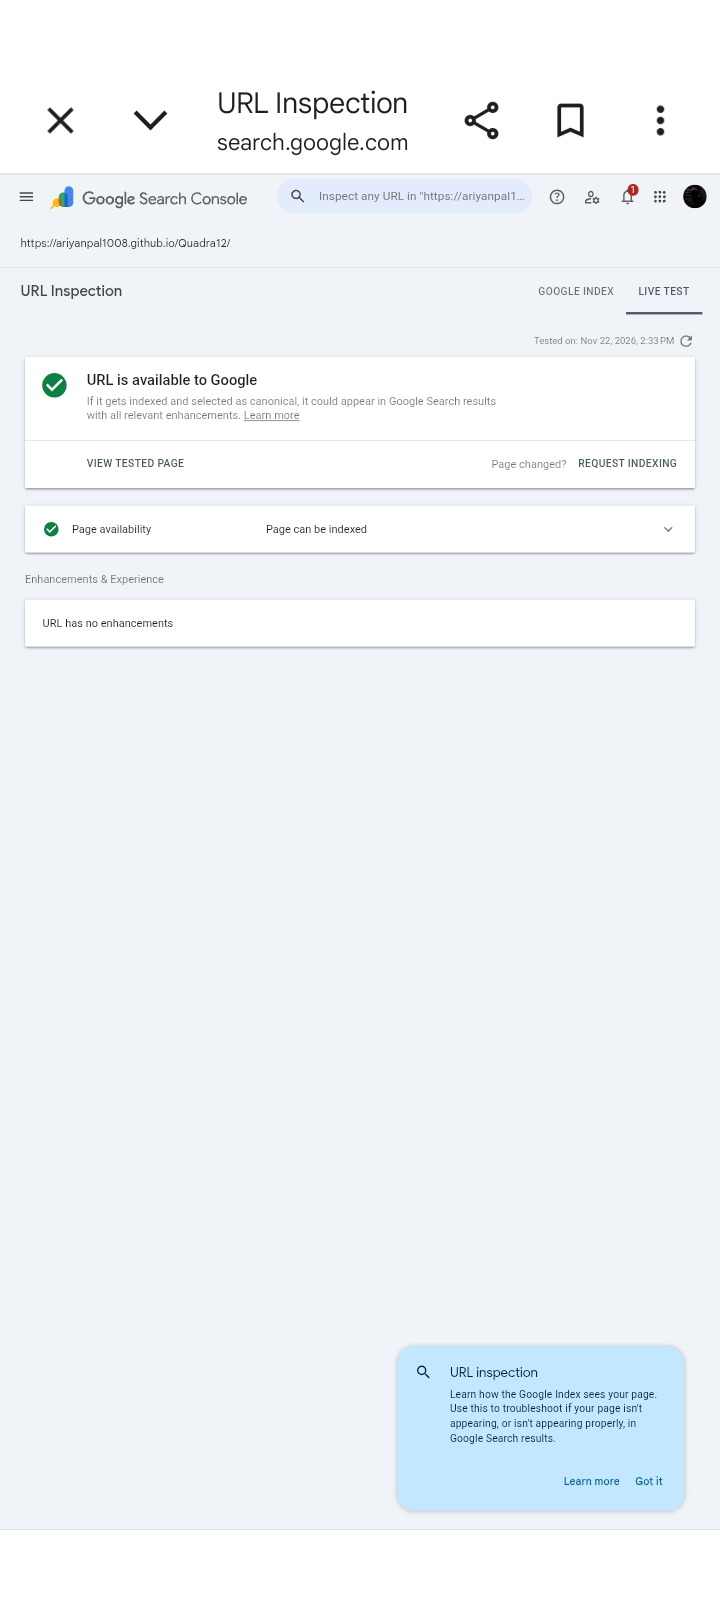 URL Inspection
search.google.com
Google Search Console
Inspect any URL in "https://ariyanpal1...
1
https://ariyanpal1008.github.io/Quadra12/
URL Inspection
GOOGLE INDEX
LIVE TEST
Tested on: Nov 22, 2026, 2:33 PM
URL is available to Google
If it gets indexed and selected as canonical, it could appear in Google Search results
with all relevant enhancements. Learn more
VIEW TESTED PAGE
Page changed?
REQUEST INDEXING
Page availability
Page can be indexed
Enhancements & Experience
URL has no enhancements
URL inspection
Learn how the Google Index sees your page.
Use this to troubleshoot if your page isn't
appearing, or isn't appearing properly, in
Google Search results.
Learn more
Got it